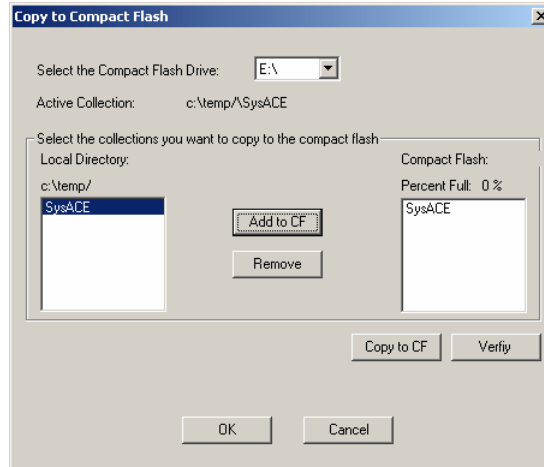 Copy to Compact Flash
Select the Compact Flash Drive: E:\
Active Collection: c:\temp/\SysACE
Select the collections you want to copy to the compact flash
Local Directory: Compact Flash:
c:\temp/ Percent Full: 0 %
SysACE SysACE
Add to CF
Remove
Copy to CF Verfiy
OK Cancel